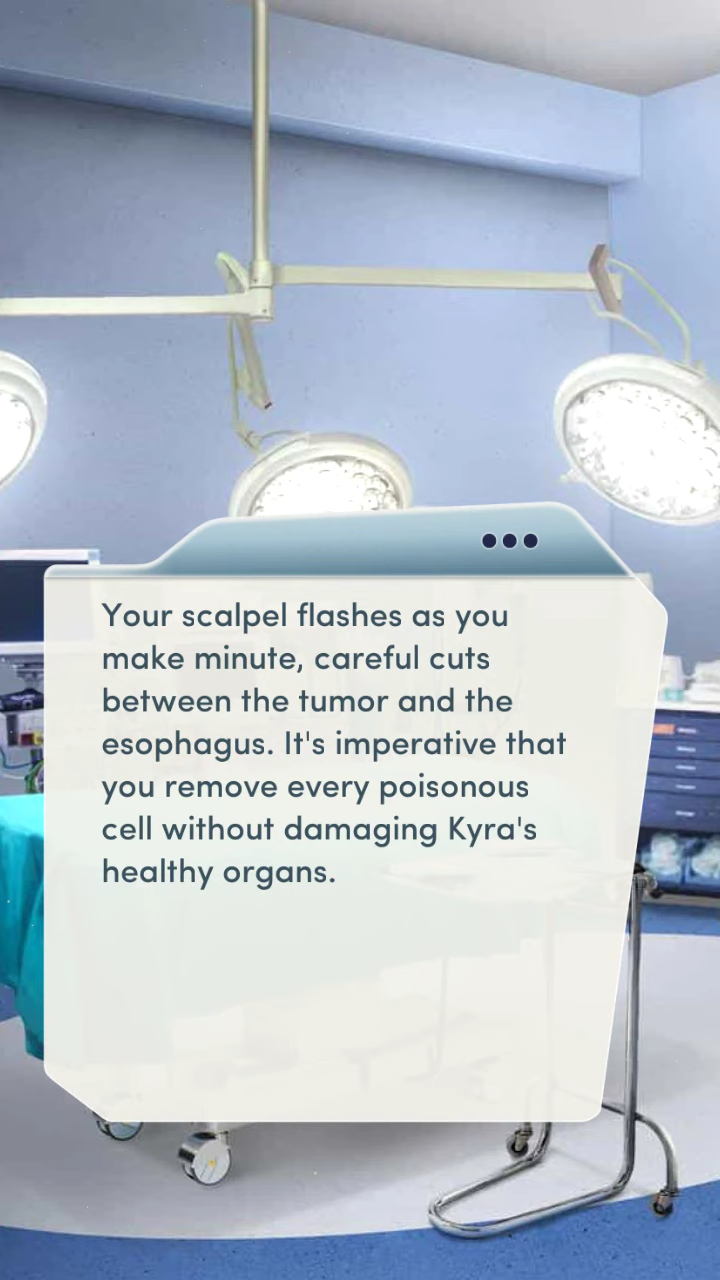 Your scalpel flashes as you
make minute, careful cuts
between the tumor and the
esophagus. It's imperative that
you remove every poisonous
cell without damaging Kyra's
healthy organs.